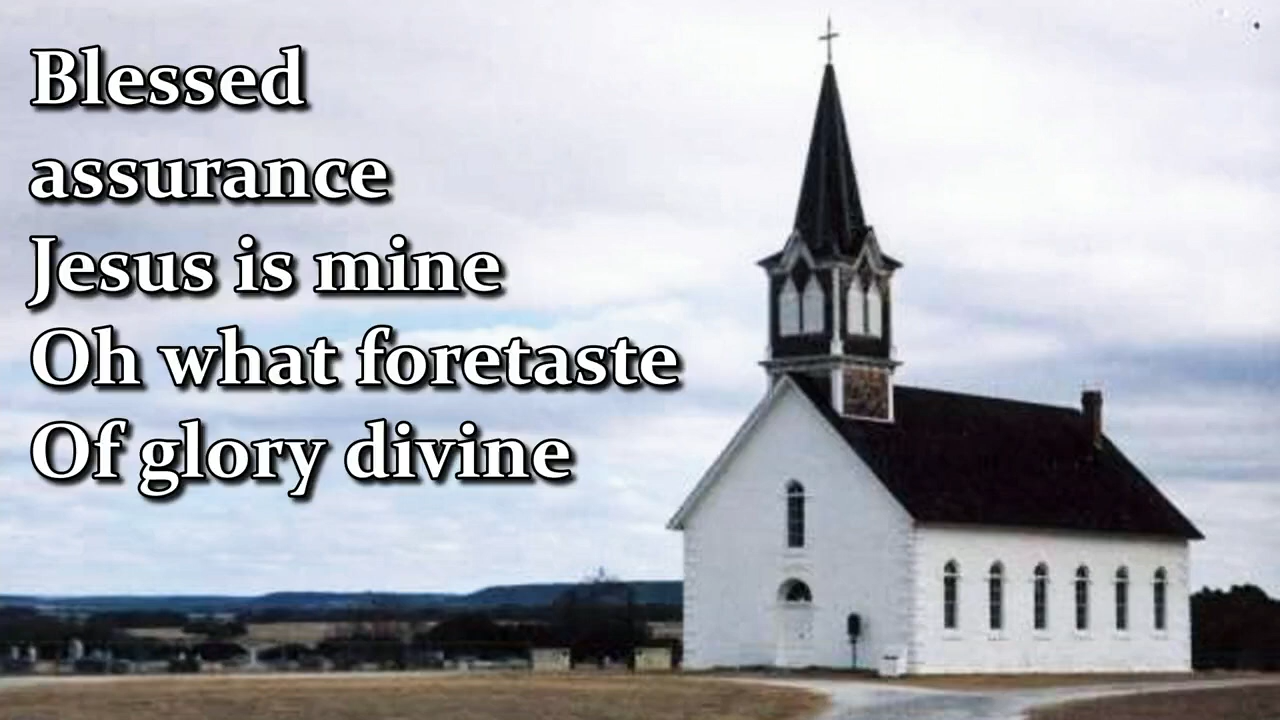 Blessed
assurance
Jesus is mine
Oh what foretaste
Of glory divine